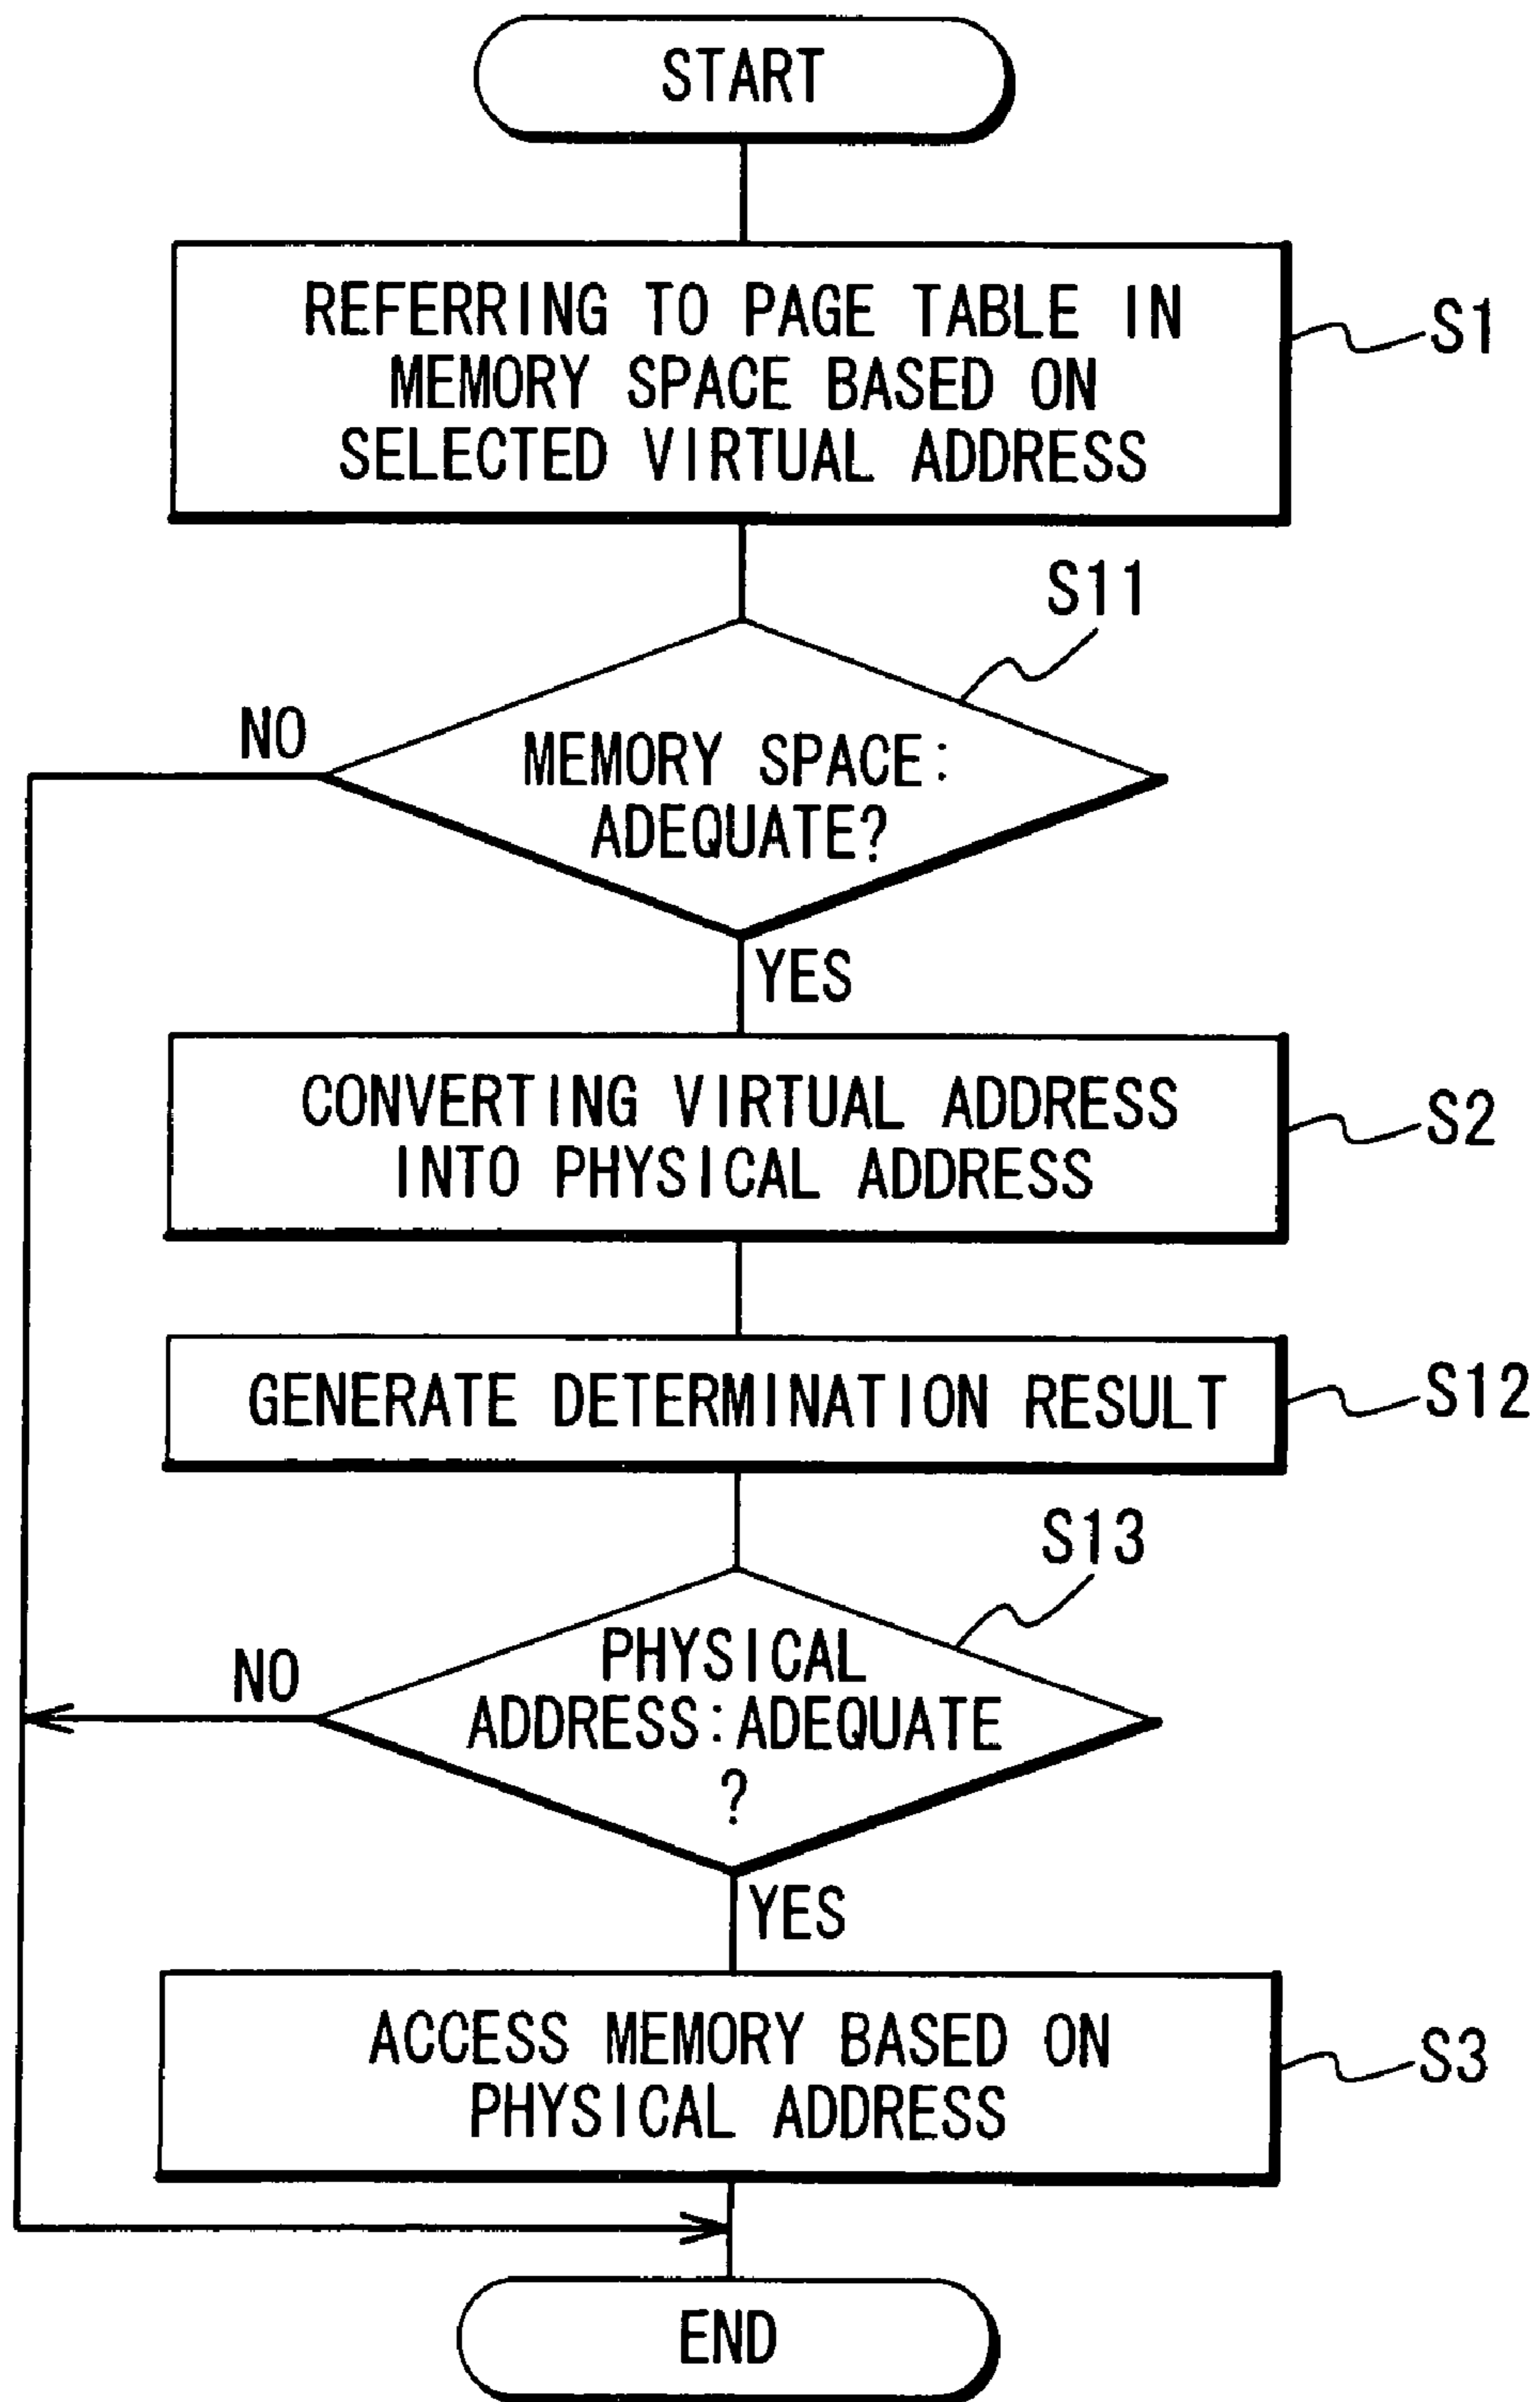 START
REFERRING TO PAGE TABLE IN
MEMORY SPACE BASED ON
SELECTED VIRTUAL ADDRESS
S1
S11
NO
MEMORY SPACE:
ADEQUATE?
YES
CONVERTING VIRTUAL ADDRESS
INTO PHYSICAL ADDRESS
S2
GENERATE DETERMINATION RESULT
S12
S13
NO
PHYSICAL
ADDRESS:ADEQUATE
?
YES
ACCESS MEMORY BASED ON
PHYSICAL ADDRESS
S3
END